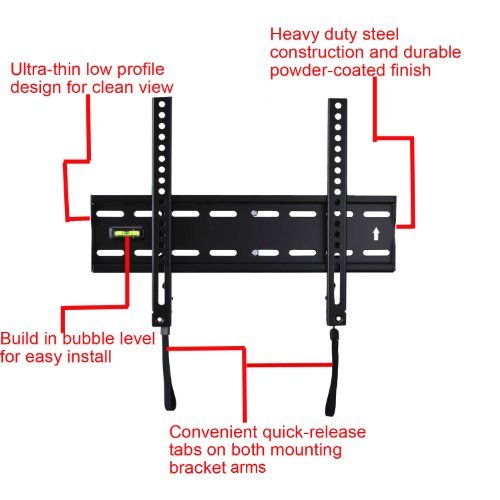 Heavy duty steel
construction and durable
powder-coated finish
Ultra-thin low profile
design for clean view
Build in bubble level
for easy install
Convenient quick-release
tabs on both mounting
bracket arms